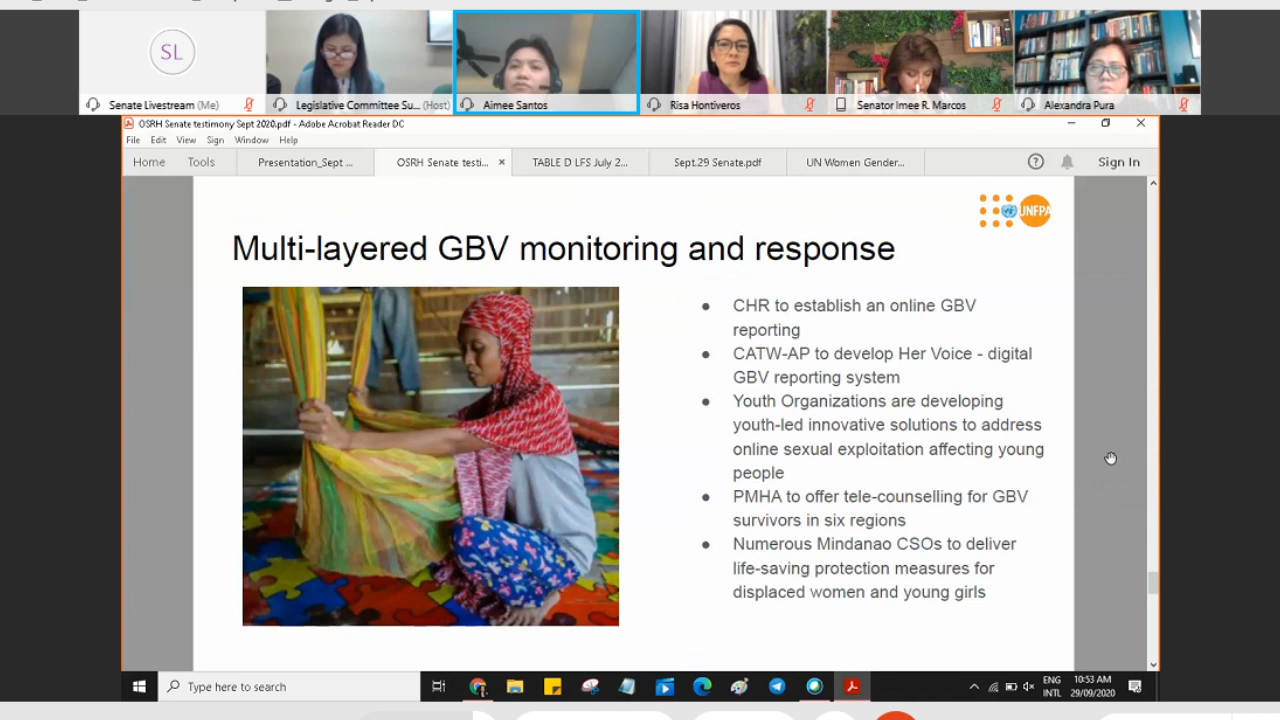 SL
Senate Livestream (Me)
Legislative Committee Su... (Host)
Aimee Santos
Risa Hontiveros
Senator Imee R. Marcos
Alexandra Pura
OSRH Senate testimony Sept 2020.pdf - Adobe Acrobat Reader DC
File Edit View Sign Window Help
Home Tools Presentation_Sept ... OSRH Senate testi... × TABLE D LFS July 2... Sept.29 Senate.pdf UN Women Gender... Sign In
UNFPA
Multi-layered GBV monitoring and response
● CHR to establish an online GBV
reporting
● CATW-AP to develop Her Voice - digital
GBV reporting system
● Youth Organizations are developing
youth-led innovative solutions to address
online sexual exploitation affecting young
people
● PMHA to offer tele-counselling for GBV
survivors in six regions
● Numerous Mindanao CSOs to deliver
life-saving protection measures for
displaced women and young girls
Type here to search
ENG
INTL
10:53 AM
29/09/2020